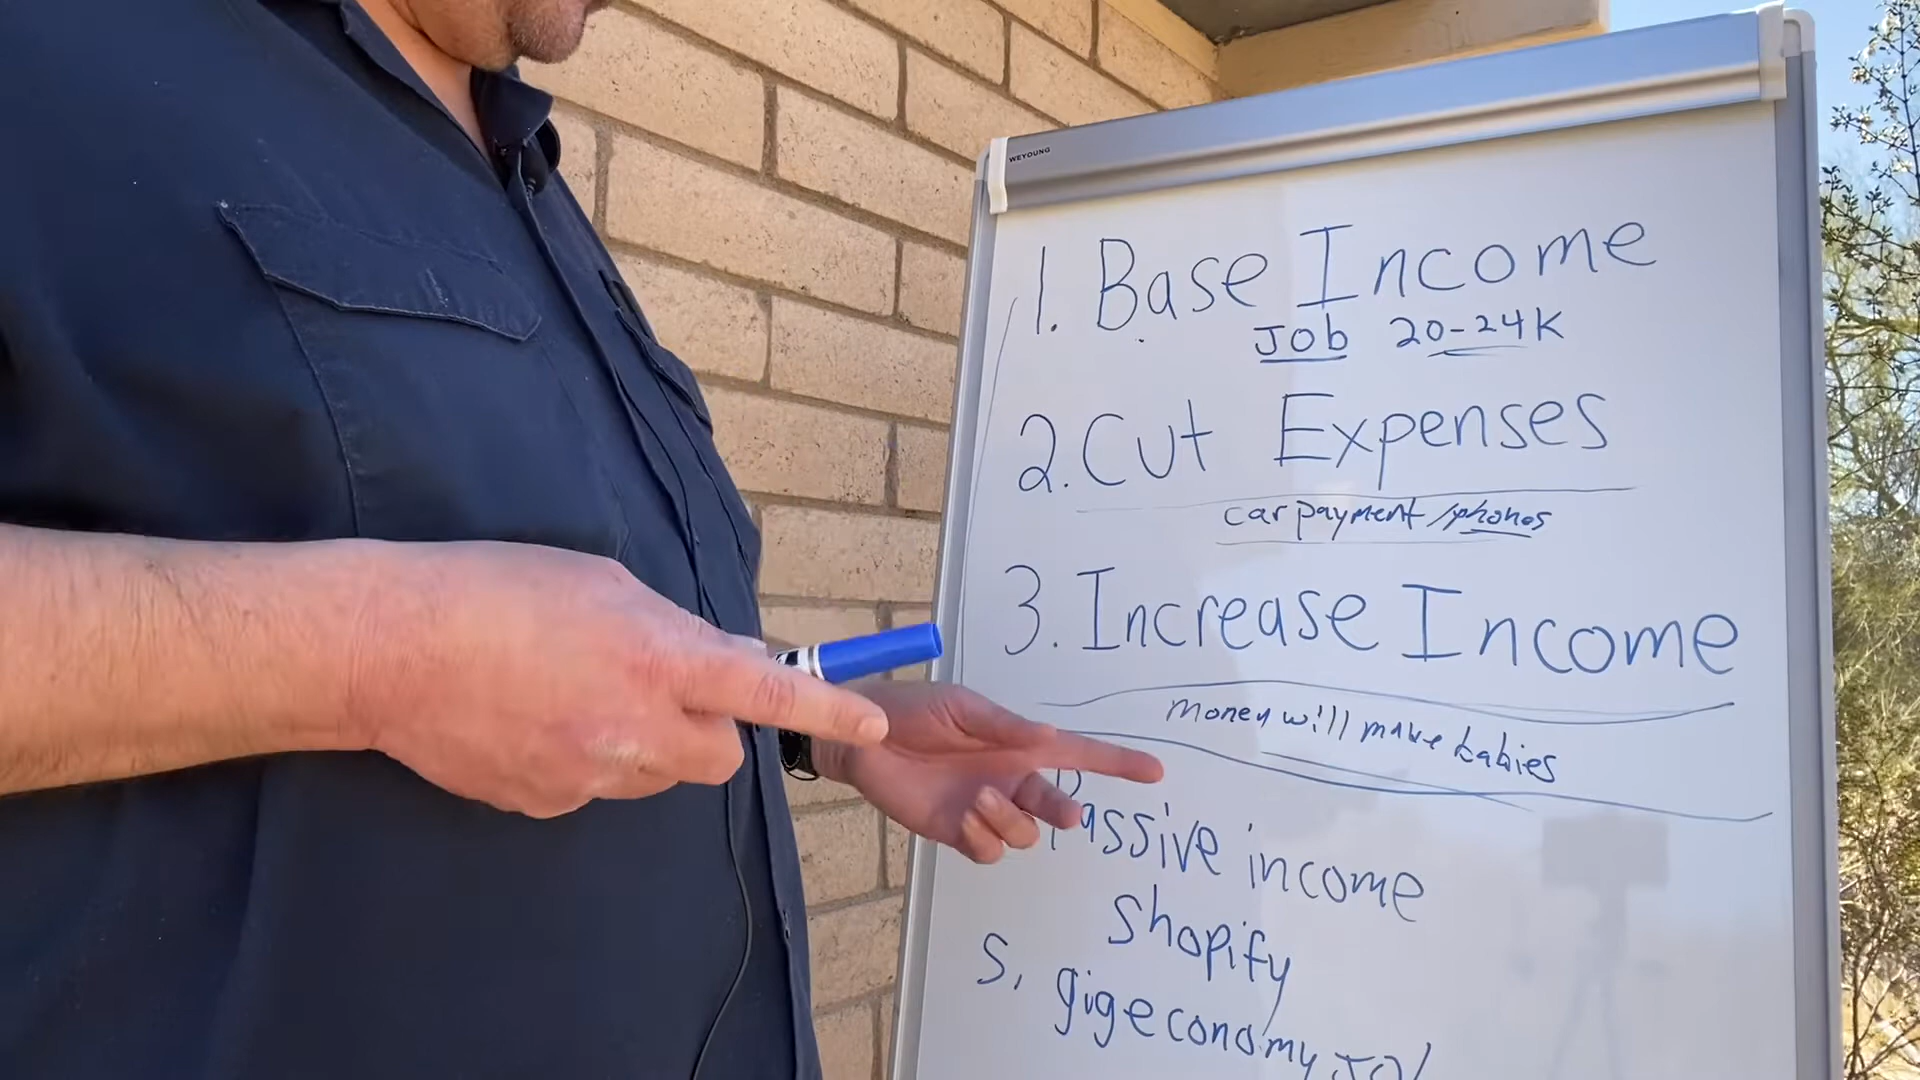 WEYOUNG
1. Base Income
Job 20-24K
2. Cut Expenses
car payment / phones
3. Increase Income
money will make babies
Passive income
shopify
5. gig economy